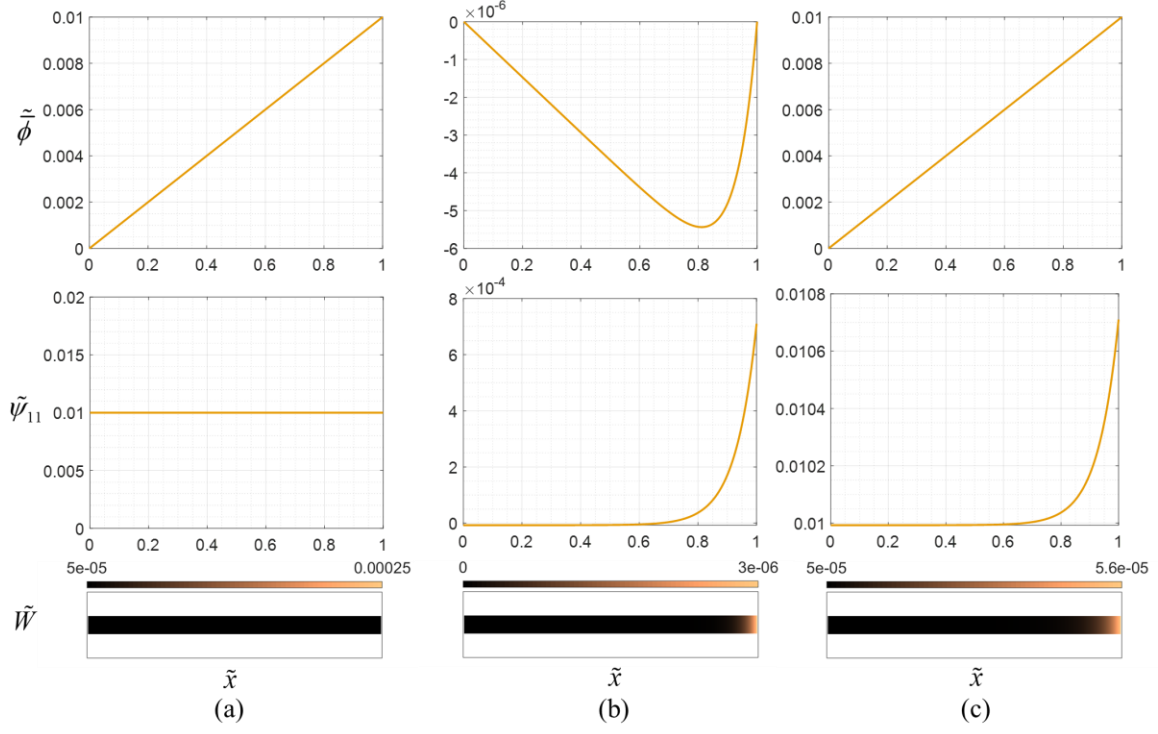 ×10⁻⁶
0.01 0 0.01
0.008 -1 0.008
-2
0.006 0.006
ϕ̃̄ -3
0.004 0.004
-4
0.002 -5 0.002
0 -6 0
0 0.2 0.4 0.6 0.8 1 0 0.2 0.4 0.6 0.8 1 0 0.2 0.4 0.6 0.8 1
×10⁻⁴
0.02 8 0.0108
0.015 6 0.0106
ψ̃₁₁ 0.01 4 0.0104
0.005 2 0.0102
0 0 0.01
0 0.2 0.4 0.6 0.8 1 0 0.2 0.4 0.6 0.8 1 0 0.2 0.4 0.6 0.8 1
5e-05 0.00025 0 3e-06 5e-05 5.6e-05
W̃
x̃ x̃ x̃
(a) (b) (c)